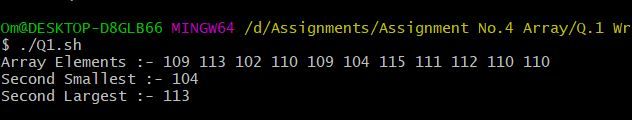 Om@DESKTOP-D8GLB66 MINGW64 /d/Assignments/Assignment No.4 Array/Q.1 Wr
$ ./Q1.sh
Array Elements :- 109 113 102 110 109 104 115 111 112 110 110
Second Smallest :- 104
Second Largest :- 113